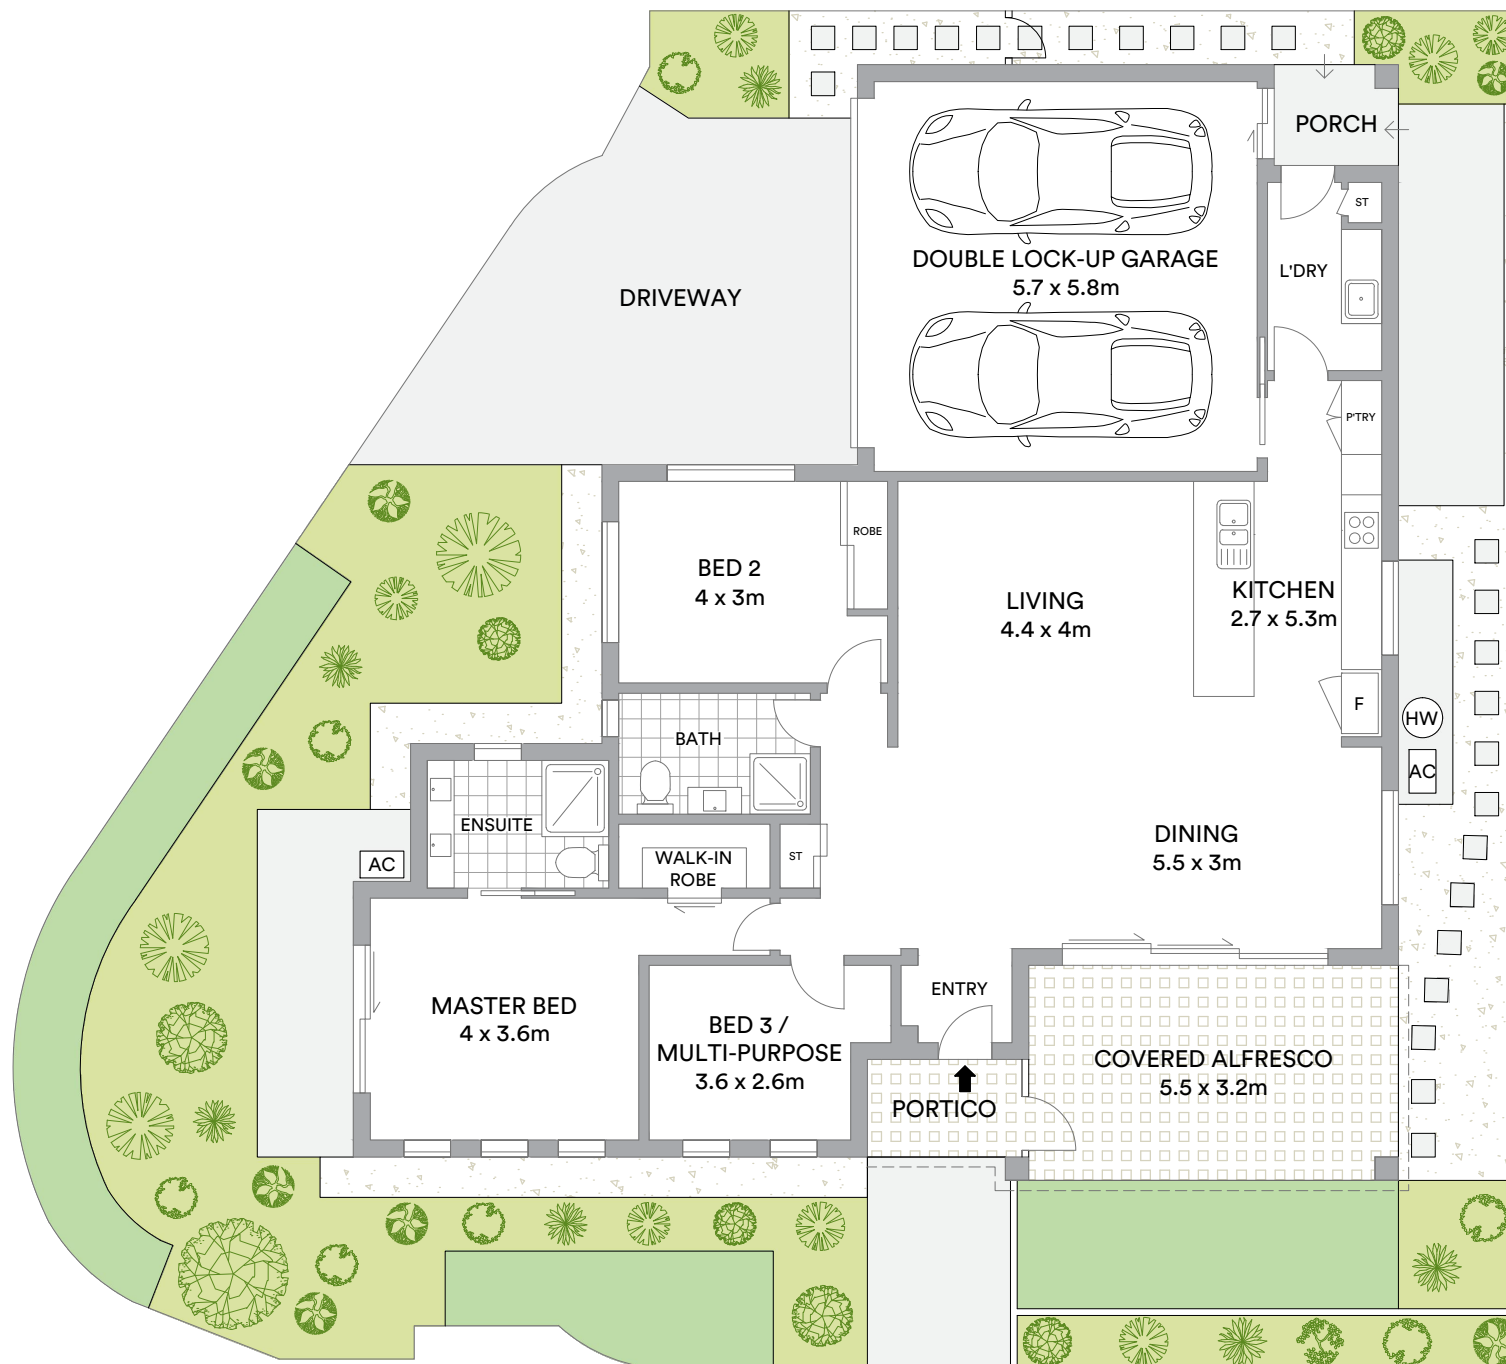 PORCH
ST
L'DRY
DOUBLE LOCK-UP GARAGE
5.7 x 5.8m
DRIVEWAY
P'TRY
ROBE
BED 2
4 x 3m
LIVING
4.4 x 4m
KITCHEN
2.7 x 5.3m
F
HW
AC
BATH
ENSUITE
WALK-IN
ROBE
ST
DINING
5.5 x 3m
AC
MASTER BED
4 x 3.6m
ENTRY
BED 3 /
MULTI-PURPOSE
3.6 x 2.6m
COVERED ALFRESCO
5.5 x 3.2m
PORTICO